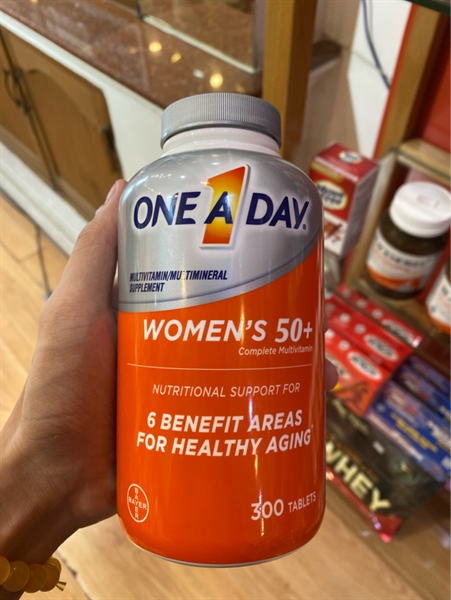 ONE A DAY®
MULTIVITAMIN/MULTIMINERAL
SUPPLEMENT
WOMEN'S 50+
Complete Multivitamin
NUTRITIONAL SUPPORT FOR
6 BENEFIT AREAS
FOR HEALTHY AGING*
BAYER
BAYER
300 TABLETS
WHEY